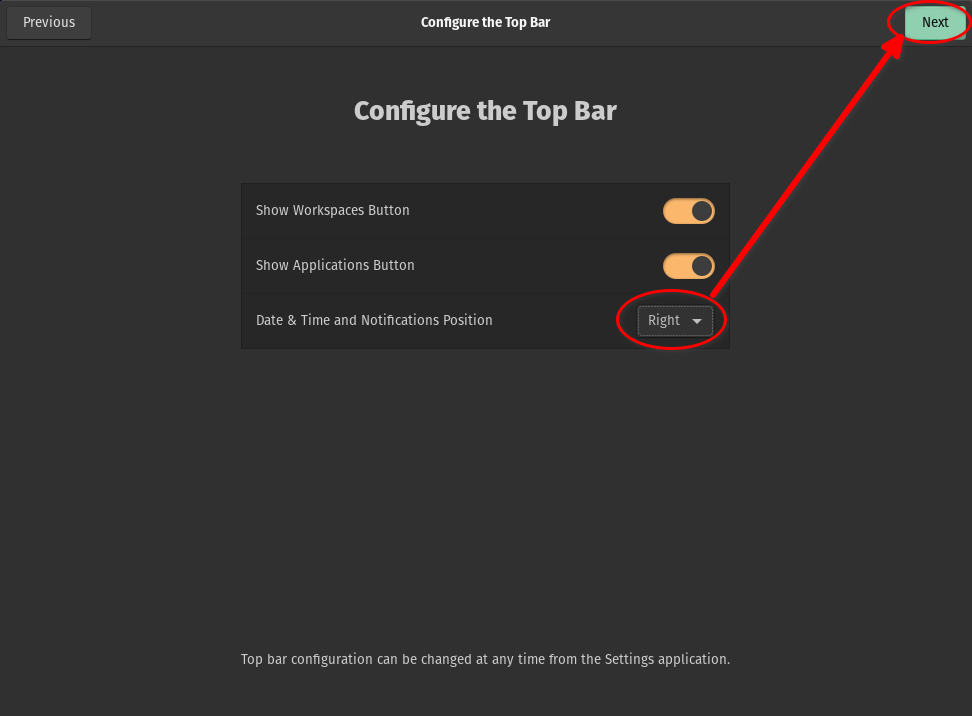 Previous
Configure the Top Bar
Next
Configure the Top Bar
Show Workspaces Button
Show Applications Button
Date & Time and Notifications Position
Right
Top bar configuration can be changed at any time from the Settings application.